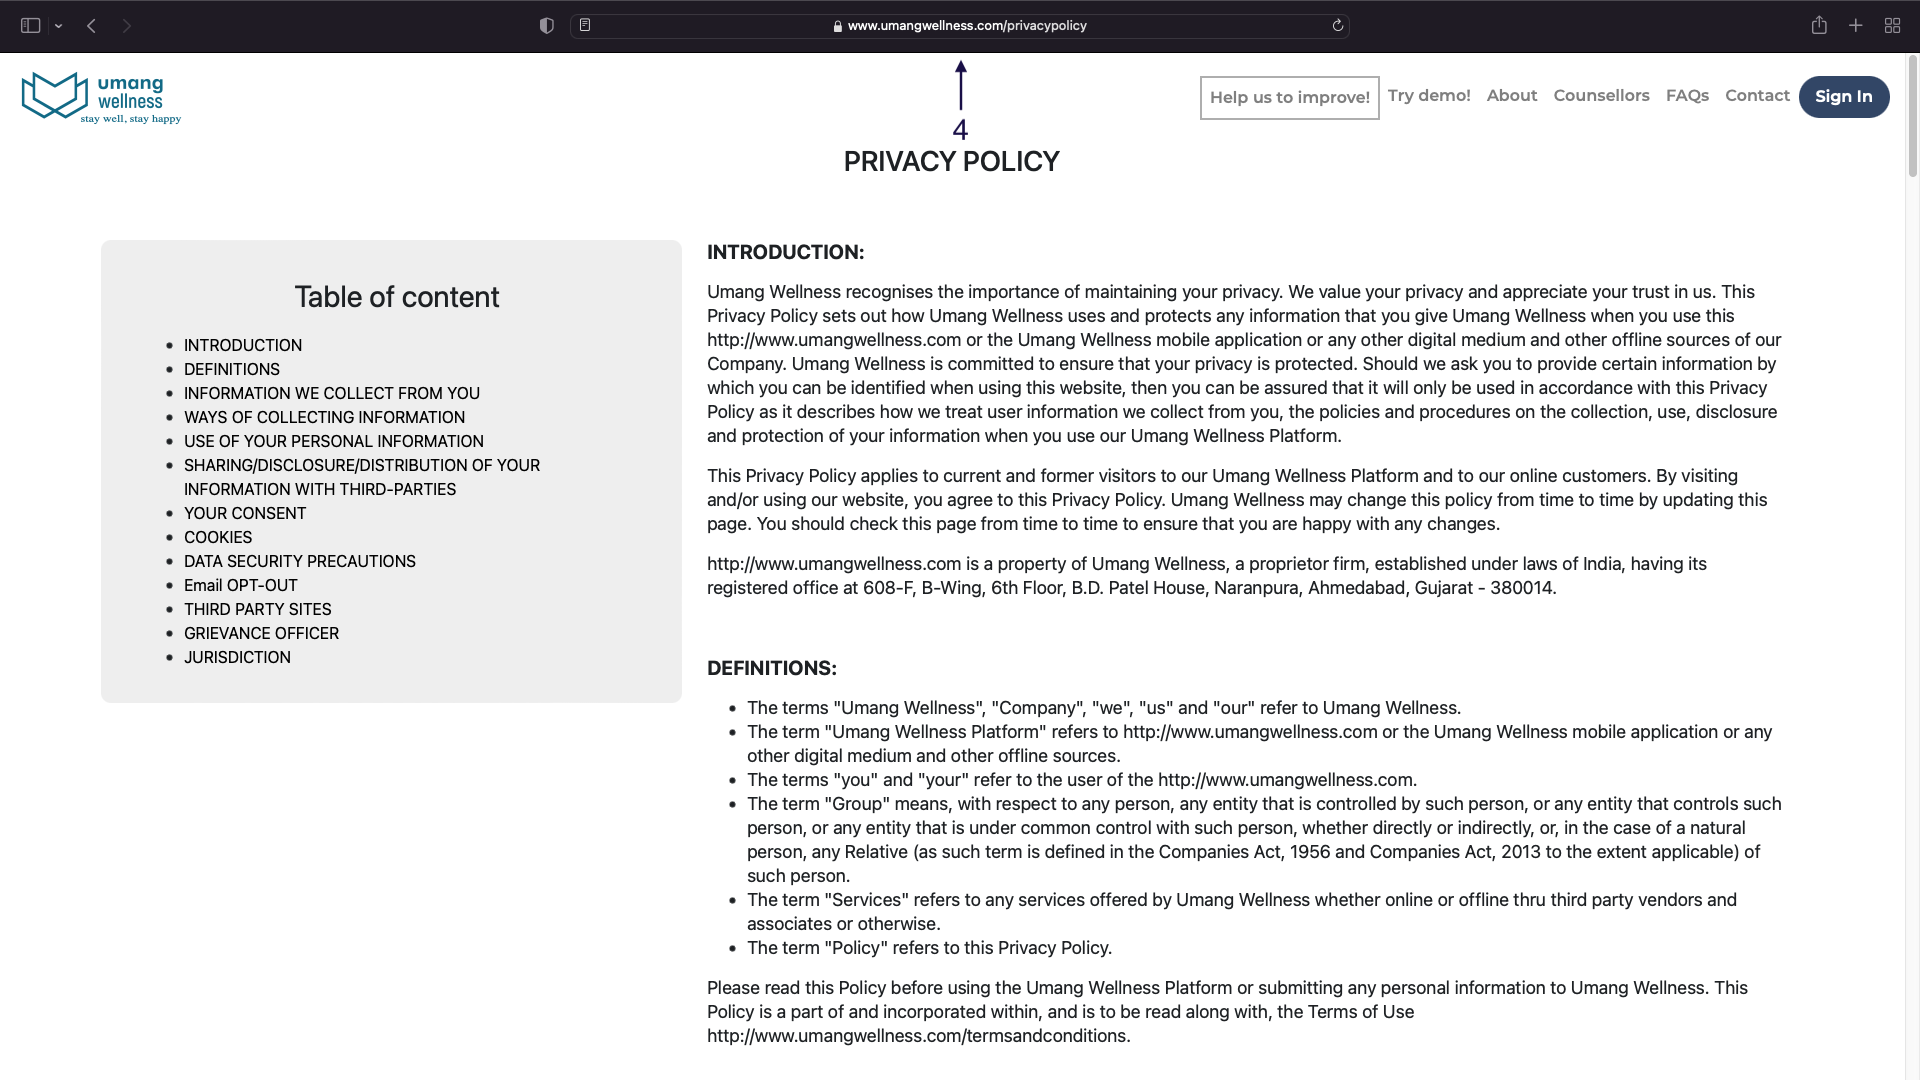 www.umangwellness.com/privacypolicy
umang
wellness
stay well, stay happy
Help us to improve!
Try demo!
About
Counsellors
FAQs
Contact
Sign In
4
PRIVACY POLICY
Table of content
INTRODUCTION
DEFINITIONS
INFORMATION WE COLLECT FROM YOU
WAYS OF COLLECTING INFORMATION
USE OF YOUR PERSONAL INFORMATION
SHARING/DISCLOSURE/DISTRIBUTION OF YOUR
INFORMATION WITH THIRD-PARTIES
YOUR CONSENT
COOKIES
DATA SECURITY PRECAUTIONS
Email OPT-OUT
THIRD PARTY SITES
GRIEVANCE OFFICER
JURISDICTION
INTRODUCTION:
Umang Wellness recognises the importance of maintaining your privacy. We value your privacy and appreciate your trust in us. This
Privacy Policy sets out how Umang Wellness uses and protects any information that you give Umang Wellness when you use this
http://www.umangwellness.com or the Umang Wellness mobile application or any other digital medium and other offline sources of our
Company. Umang Wellness is committed to ensure that your privacy is protected. Should we ask you to provide certain information by
which you can be identified when using this website, then you can be assured that it will only be used in accordance with this Privacy
Policy as it describes how we treat user information we collect from you, the policies and procedures on the collection, use, disclosure
and protection of your information when you use our Umang Wellness Platform.
This Privacy Policy applies to current and former visitors to our Umang Wellness Platform and to our online customers. By visiting
and/or using our website, you agree to this Privacy Policy. Umang Wellness may change this policy from time to time by updating this
page. You should check this page from time to time to ensure that you are happy with any changes.
http://www.umangwellness.com is a property of Umang Wellness, a proprietor firm, established under laws of India, having its
registered office at 608-F, B-Wing, 6th Floor, B.D. Patel House, Naranpura, Ahmedabad, Gujarat - 380014.
DEFINITIONS:
The terms "Umang Wellness", "Company", "we", "us" and "our" refer to Umang Wellness.
The term "Umang Wellness Platform" refers to http://www.umangwellness.com or the Umang Wellness mobile application or any
other digital medium and other offline sources.
The terms "you" and "your" refer to the user of the http://www.umangwellness.com.
The term "Group" means, with respect to any person, any entity that is controlled by such person, or any entity that controls such
person, or any entity that is under common control with such person, whether directly or indirectly, or, in the case of a natural
person, any Relative (as such term is defined in the Companies Act, 1956 and Companies Act, 2013 to the extent applicable) of
such person.
The term "Services" refers to any services offered by Umang Wellness whether online or offline thru third party vendors and
associates or otherwise.
The term "Policy" refers to this Privacy Policy.
Please read this Policy before using the Umang Wellness Platform or submitting any personal information to Umang Wellness. This
Policy is a part of and incorporated within, and is to be read along with, the Terms of Use
http://www.umangwellness.com/termsandconditions.